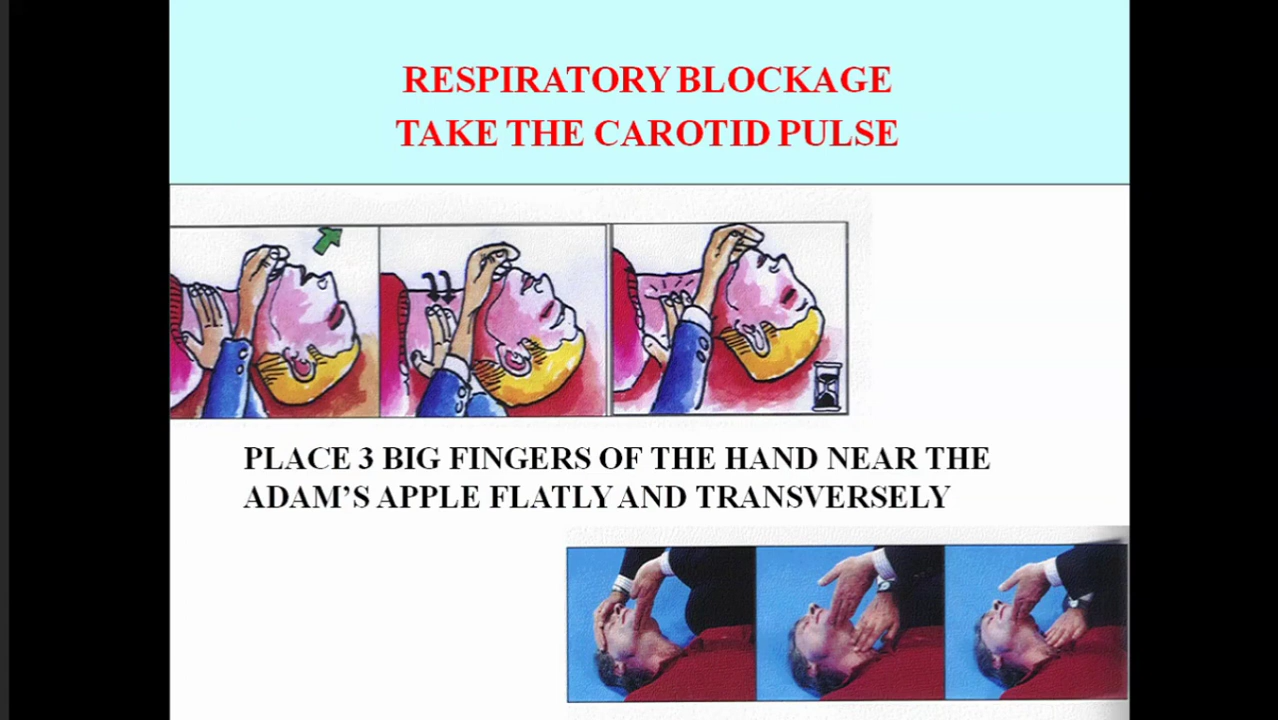 RESPIRATORY BLOCKAGE
TAKE THE CAROTID PULSE
PLACE 3 BIG FINGERS OF THE HAND NEAR THE
ADAM’S APPLE FLATLY AND TRANSVERSELY